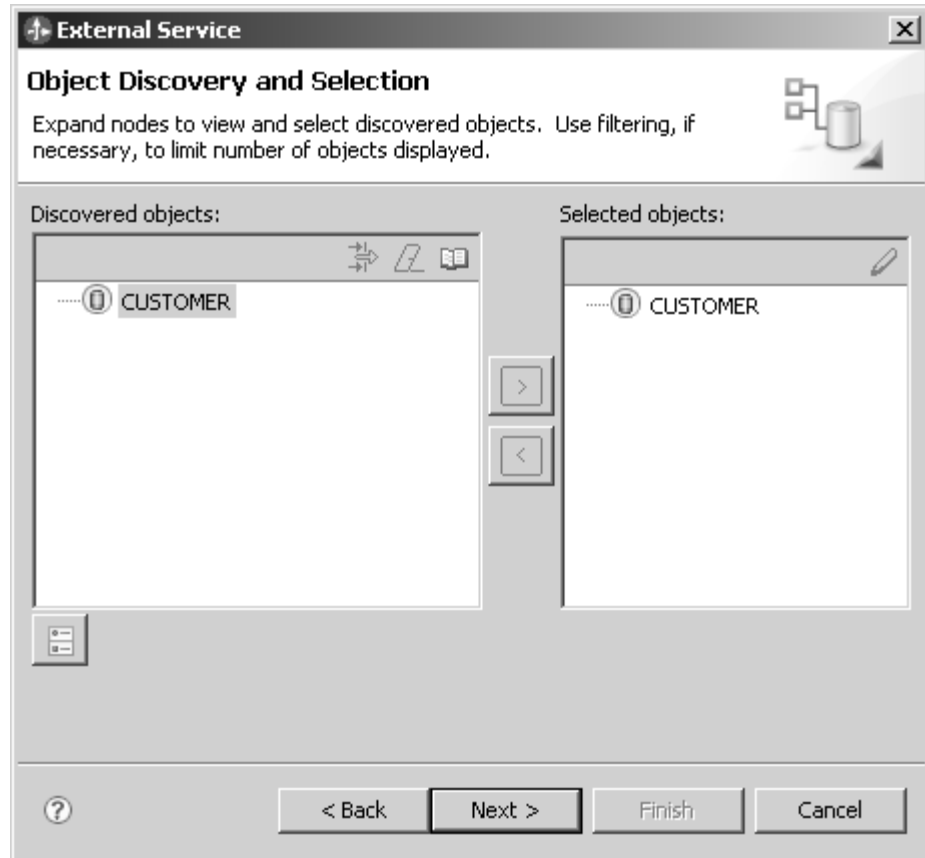 External Service
Object Discovery and Selection
Expand nodes to view and select discovered objects.  Use filtering, if
necessary, to limit number of objects displayed.
Discovered objects:
Selected objects:
CUSTOMER
CUSTOMER
>
<
?
< Back
Next >
Finish
Cancel